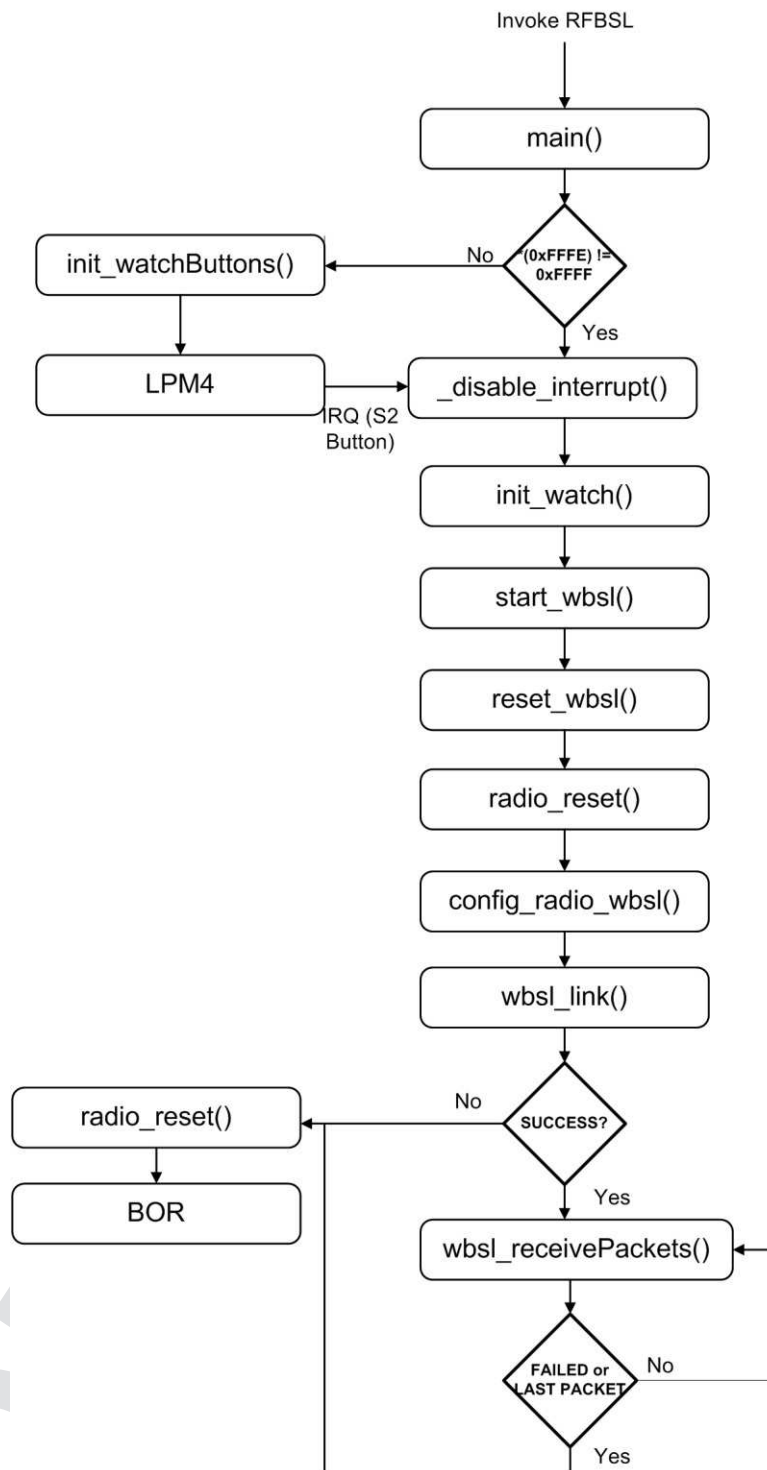 Invoke RFBSL
main()
init_watchButtons()
No
*(0xFFFE) !=
0xFFFF
Yes
LPM4
IRQ (S2
Button)
_disable_interrupt()
init_watch()
start_wbsl()
reset_wbsl()
radio_reset()
config_radio_wbsl()
wbsl_link()
radio_reset()
No
SUCCESS?
BOR
Yes
wbsl_receivePackets()
FAILED or
LAST PACKET
No
Yes